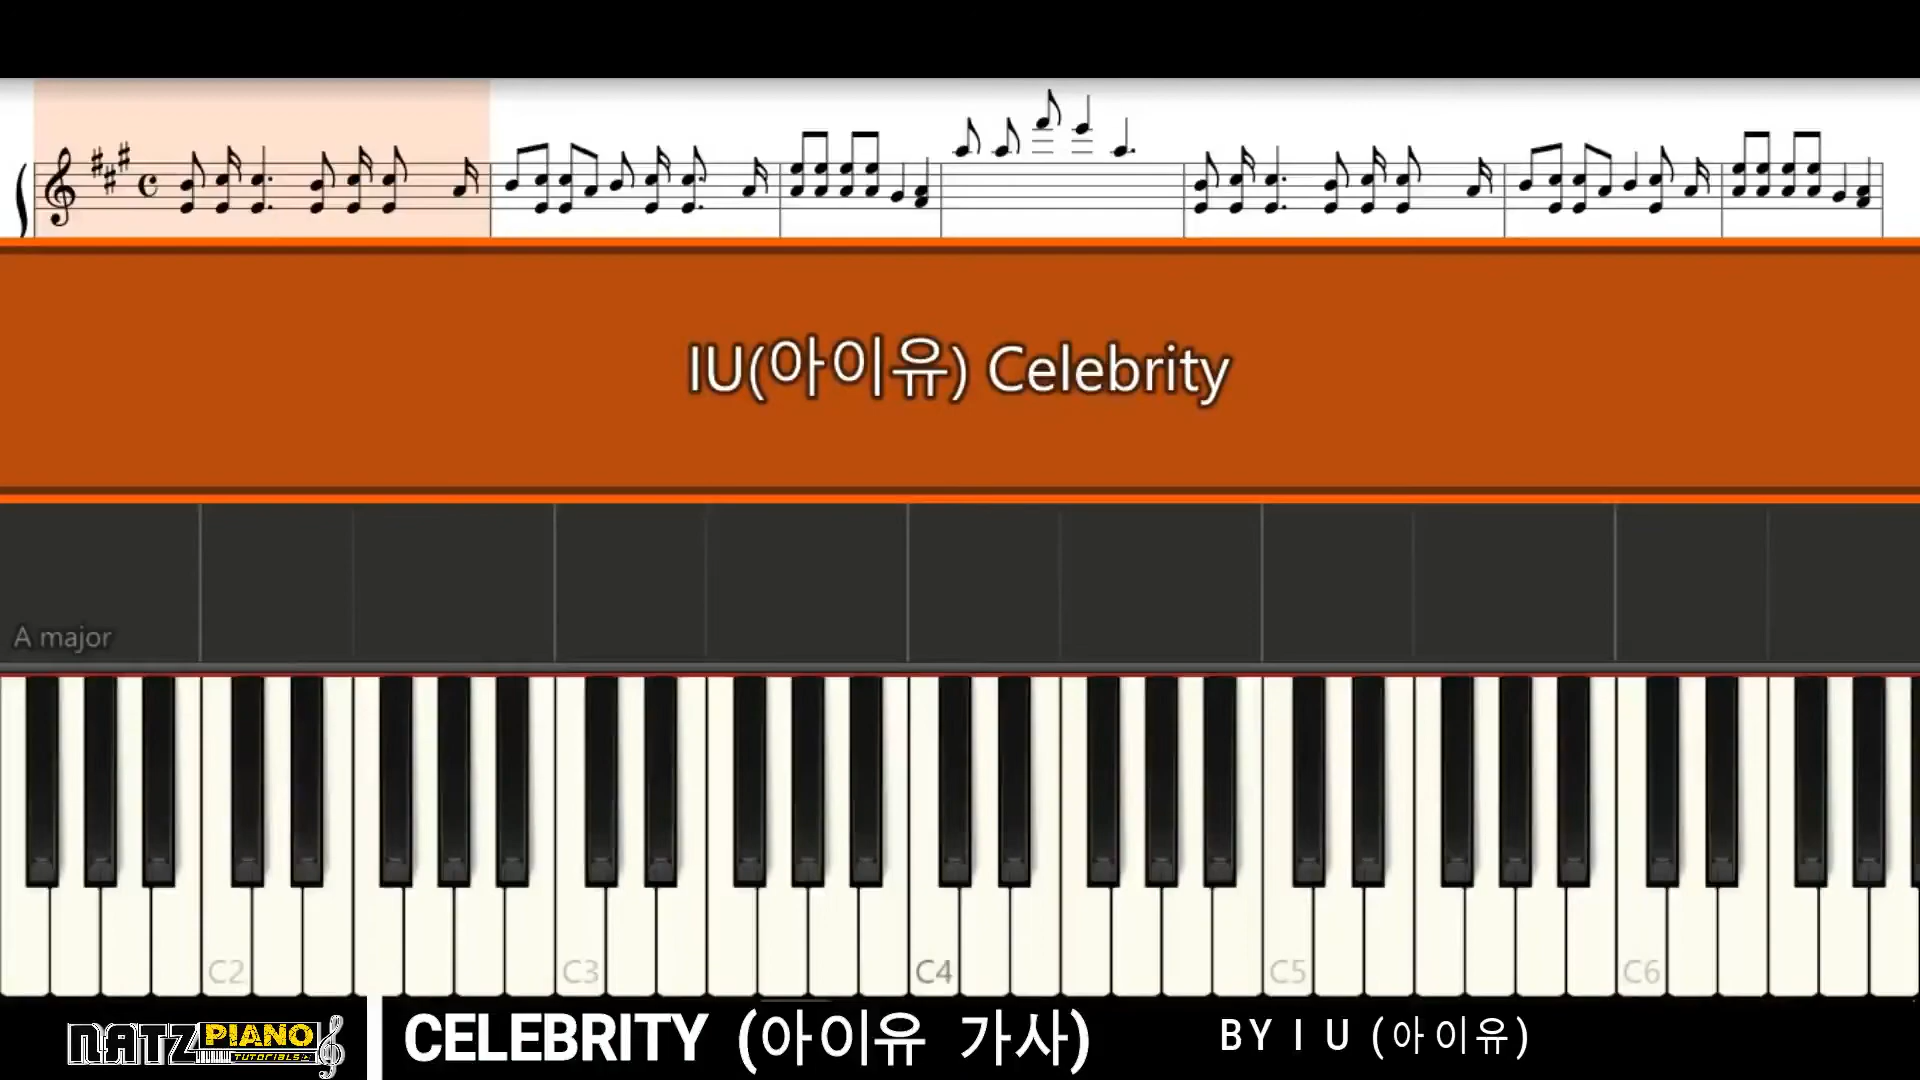 IU(아이유) Celebrity
A major
C2
C3
C4
C5
C6
NATZ PIANO
TUTORIALS
CELEBRITY (아이유 가사)
BY I U (아이유)